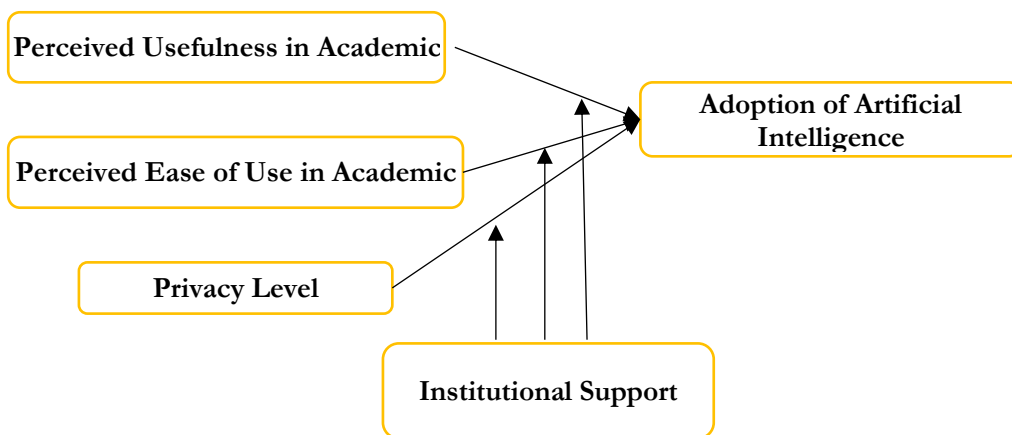 Perceived Usefulness in Academic
Adoption of Artificial
Intelligence
Perceived Ease of Use in Academic
Privacy Level
Institutional Support